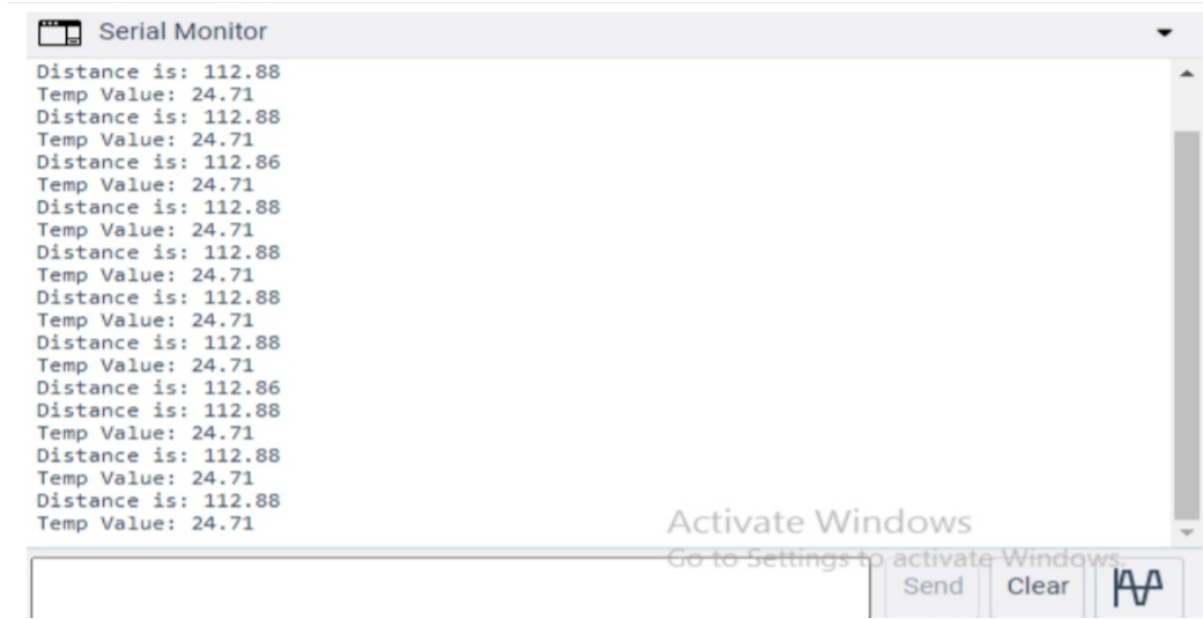 Serial Monitor
Distance is: 112.88
Temp Value: 24.71
Distance is: 112.88
Temp Value: 24.71
Distance is: 112.86
Temp Value: 24.71
Distance is: 112.88
Temp Value: 24.71
Distance is: 112.88
Temp Value: 24.71
Distance is: 112.88
Temp Value: 24.71
Distance is: 112.88
Temp Value: 24.71
Distance is: 112.86
Distance is: 112.88
Temp Value: 24.71
Distance is: 112.88
Temp Value: 24.71
Distance is: 112.88
Temp Value: 24.71
Activate Windows
Go to Settings to activate Windows.
Send
Clear